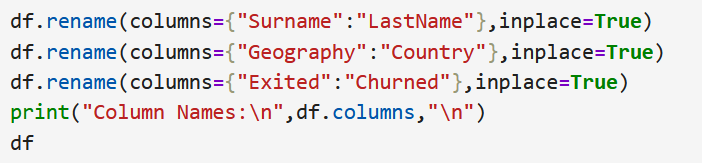 df.rename(columns={"Surname":"LastName"},inplace=True)
df.rename(columns={"Geography":"Country"},inplace=True)
df.rename(columns={"Exited":"Churned"},inplace=True)
print("Column Names:\n",df.columns,"\n")
df